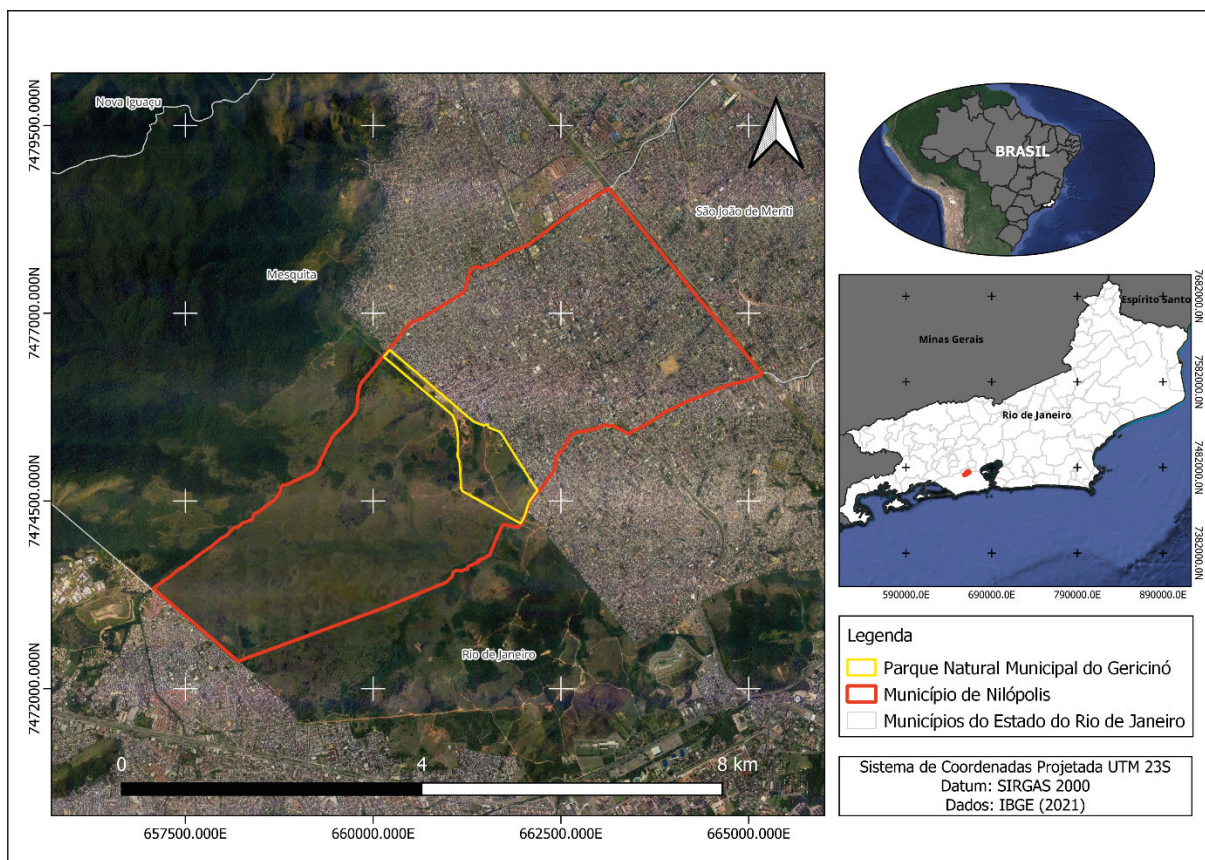 Nova Iguaçu
São João de Meriti
Mesquita
Rio de Janeiro
0 4 8 km
7479500.000N
7477000.000N
7474500.000N
7472000.000N
657500.000E 660000.000E 662500.000E 665000.000E
BRASIL
Espírito Santo
Minas Gerais
Rio de Janeiro
7682000.0N
7582000.0N
7482000.0N
7382000.0N
590000.0E 690000.0E 790000.0E 890000.0E
Legenda
Parque Natural Municipal do Gericinó
Município de Nilópolis
Municípios do Estado do Rio de Janeiro
Sistema de Coordenadas Projetada UTM 23S
Datum: SIRGAS 2000
Dados: IBGE (2021)